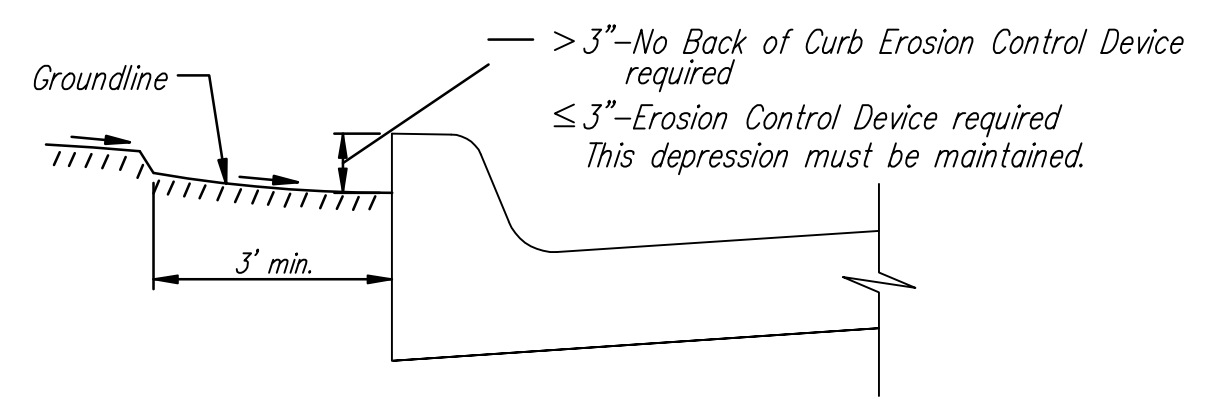 > 3"-No Back of Curb Erosion Control Device
required
Groundline
≤ 3"-Erosion Control Device required
This depression must be maintained.
3' min.